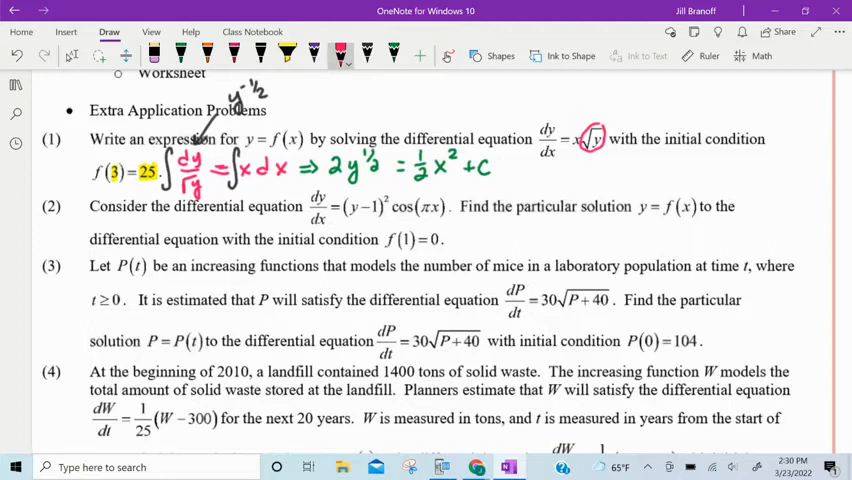 OneNote for Windows 10
Jill Branoff
Home Insert Draw View Help Class Notebook
Share
Shapes Ink to Shape Ink to Text Ruler Math
Worksheet
y^-1/2
• Extra Application Problems
(1) Write an expression for y = f(x) by solving the differential equation dy/dx = x√y with the initial condition
f(3) = 25. ∫ dy/√y = ∫ x dx ⇒ 2y^1/2 = 1/2 x² + C
(2) Consider the differential equation dy/dx = (y−1)² cos(πx). Find the particular solution y = f(x) to the
differential equation with the initial condition f(1) = 0.
(3) Let P(t) be an increasing functions that models the number of mice in a laboratory population at time t, where
t ≥ 0. It is estimated that P will satisfy the differential equation dP/dt = 30√(P+40). Find the particular
solution P = P(t) to the differential equation dP/dt = 30√(P+40) with initial condition P(0) = 104.
(4) At the beginning of 2010, a landfill contained 1400 tons of solid waste. The increasing function W models the
total amount of solid waste stored at the landfill. Planners estimate that W will satisfy the differential equation
dW/dt = 1/25 (W − 300) for the next 20 years. W is measured in tons, and t is measured in years from the start of
dW 1
Type here to search
65°F
2:30 PM
3/23/2022